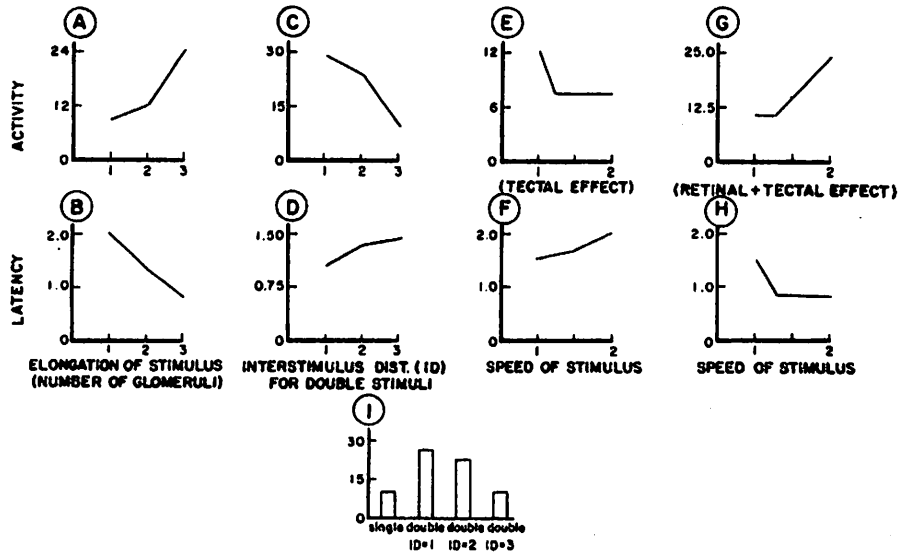 A
C
E
G
ACTIVITY
24
12
0
1 2 3
30
15
0
1 2 3
12
6
0
1 2
(TECTAL EFFECT)
25.0
12.5
0
1 2
(RETINAL + TECTAL EFFECT)
B
D
F
H
LATENCY
2.0
1.0
0
1 2 3
ELONGATION OF STIMULUS
(NUMBER OF GLOMERULI)
1.50
0.75
0
1 2 3
INTERSTIMULUS DIST. (ID)
FOR DOUBLE STIMULI
2.0
1.0
0
1 2
SPEED OF STIMULUS
2.0
1.0
0
1 2
SPEED OF STIMULUS
I
30
15
0
single double double double
ID=1 ID=2 ID=3